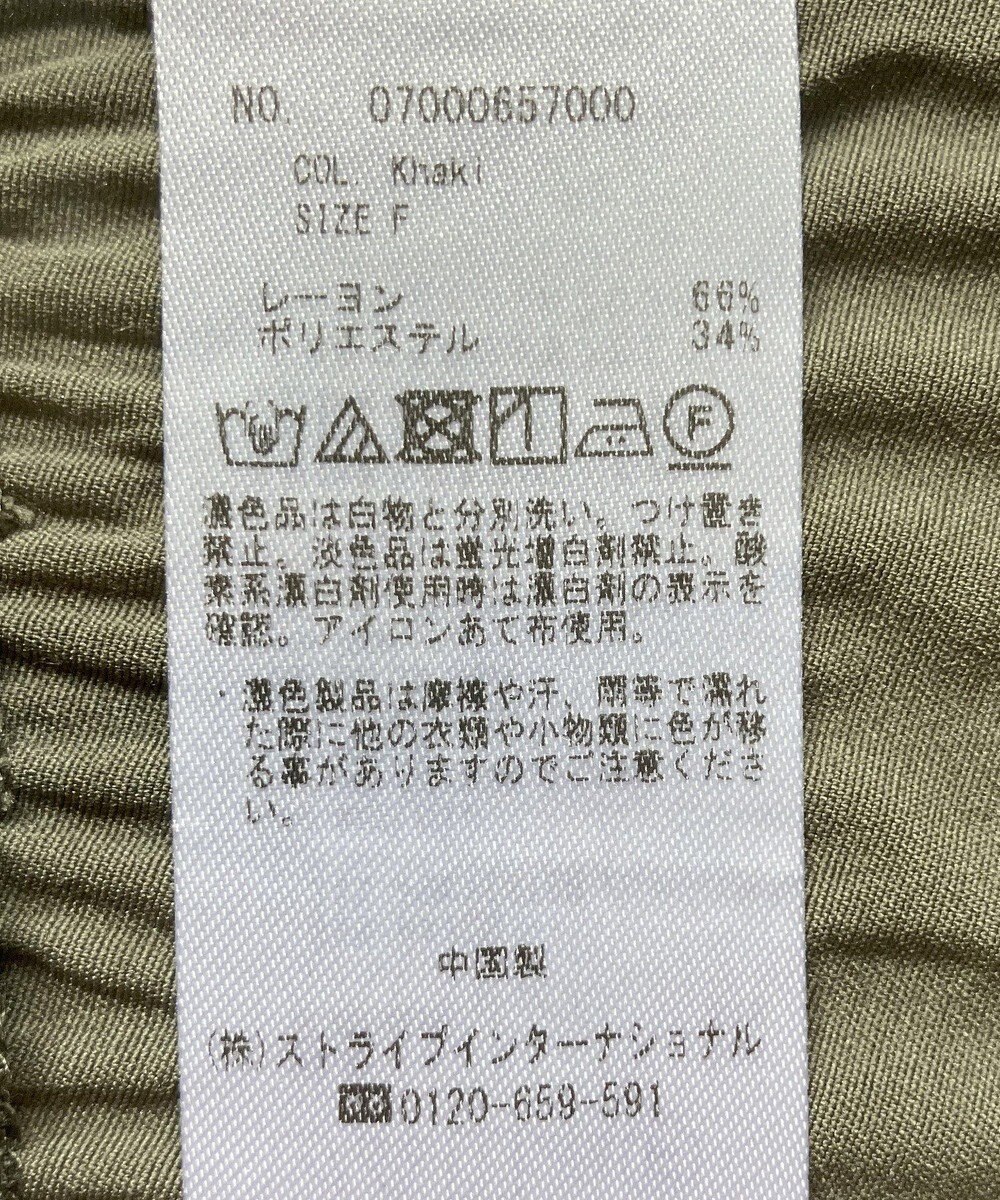 NO. 07000657000
COL. Khaki
SIZE F
レーヨン 66%
ポリエステル 34%
F
濃色品は白物と分別洗い。つけ置き
禁止。淡色品は蛍光増白剤禁止。酸
素系漂白剤使用時は漂白剤の表示を
確認。アイロンあて布使用。
・濃色製品は摩擦や汗、雨等で濡れ
た際に他の衣類や小物類に色が移
る事がありますのでご注意くださ
い。
中国製
(株)ストライプインターナショナル
0120-659-591